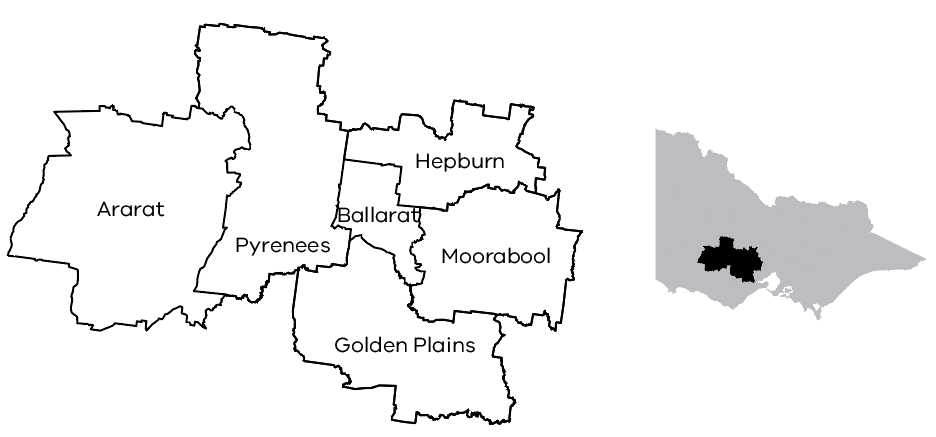 Hepburn
Ararat
Ballarat
Pyrenees
Moorabool
Golden Plains